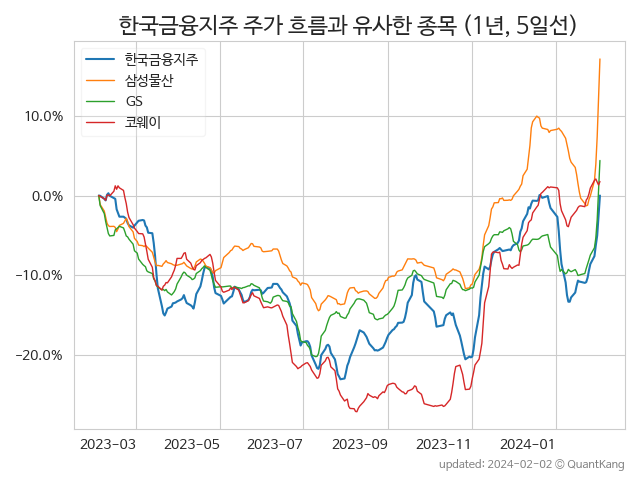 한국금융지주 주가 흐름과 유사한 종목 (1년, 5일선)
한국금융지주
삼성물산
GS
코웨이
10.0%
0.0%
−10.0%
−20.0%
2023-03 2023-05 2023-07 2023-09 2023-11 2024-01
updated: 2024-02-02 © QuantKang